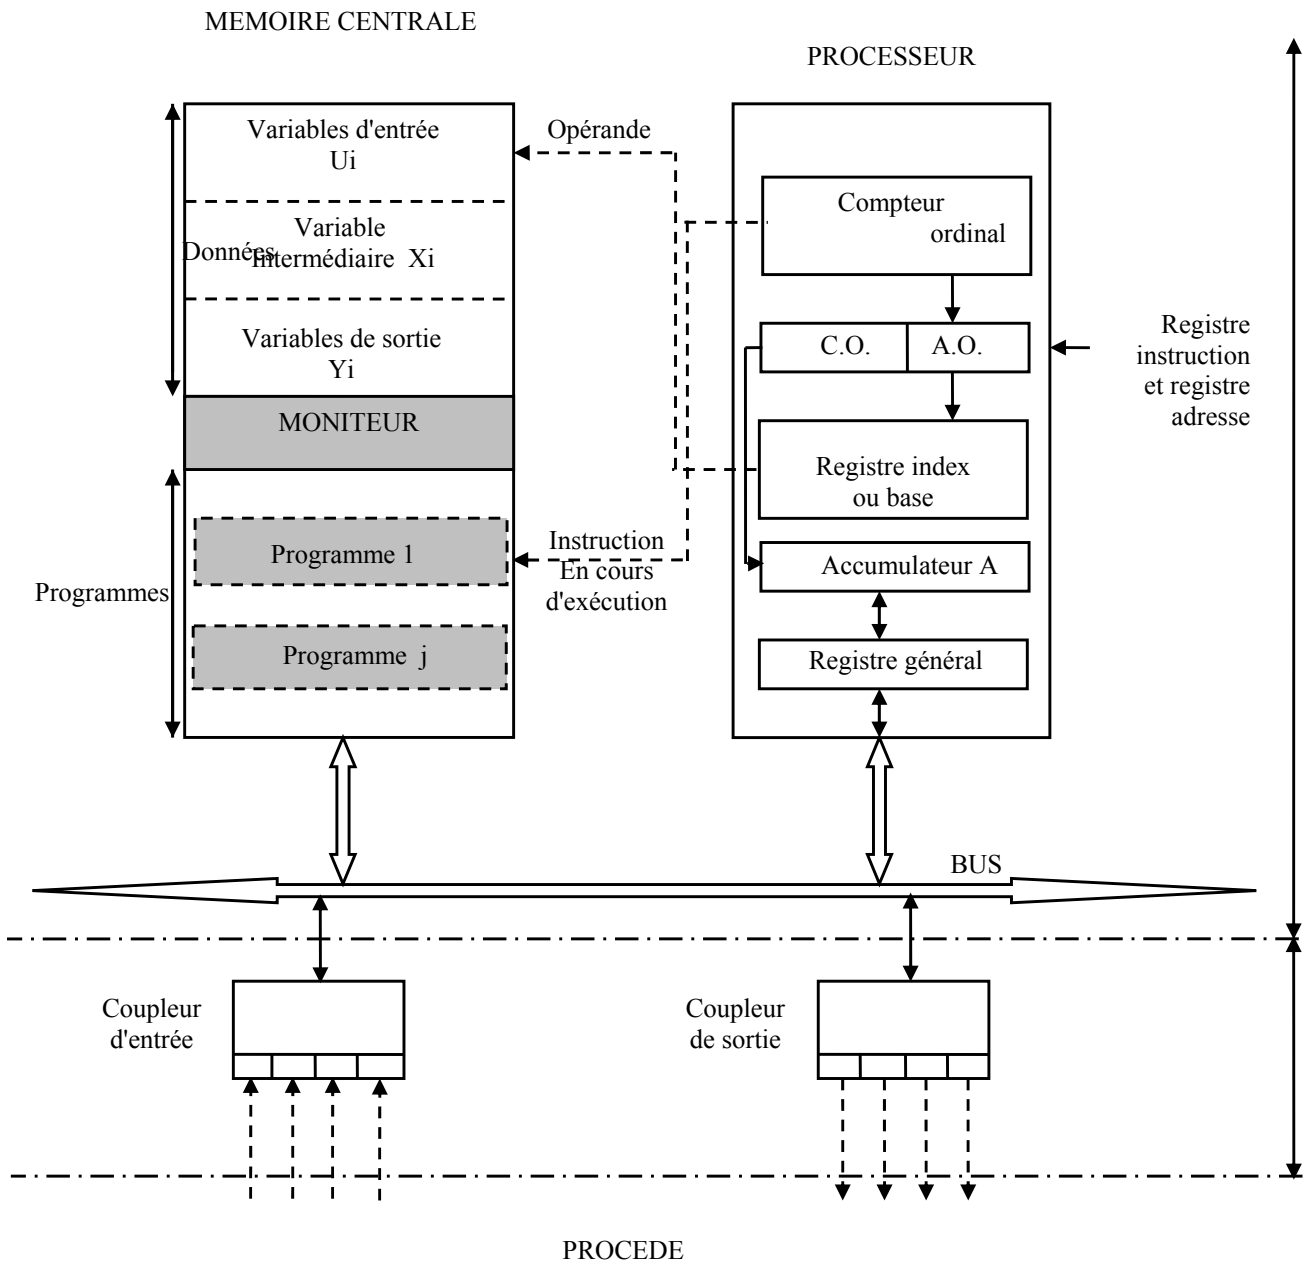 MEMOIRE CENTRALE
PROCESSEUR
Variables d'entrée
Ui
Opérande
Compteur
ordinal
Variable
Données
Intermédiaire Xi
Variables de sortie
Yi
C.O.
A.O.
Registre
instruction
et registre
adresse
MONITEUR
Registre index
ou base
Programme 1
Instruction
En cours
d'exécution
Accumulateur A
Programmes
Programme j
Registre général
BUS
Coupleur
d'entrée
Coupleur
de sortie
PROCEDE